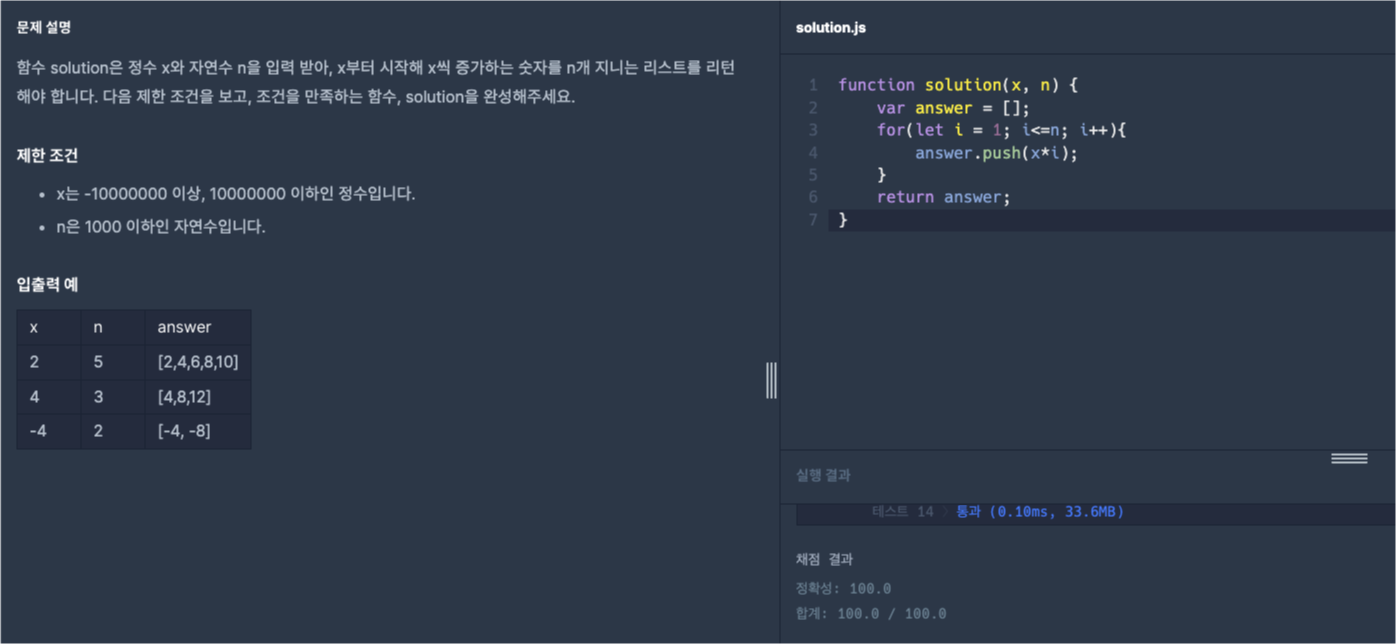 문제 설명
함수 solution은 정수 x와 자연수 n을 입력 받아, x부터 시작해 x씩 증가하는 숫자를 n개 지니는 리스트를 리턴
해야 합니다. 다음 제한 조건을 보고, 조건을 만족하는 함수, solution을 완성해주세요.
제한 조건
• x는 -10000000 이상, 10000000 이하인 정수입니다.
• n은 1000 이하인 자연수입니다.
입출력 예
x n answer
2 5 [2,4,6,8,10]
4 3 [4,8,12]
-4 2 [-4, -8]
solution.js
1 function solution(x, n) {
2     var answer = [];
3     for(let i = 1; i<=n; i++){
4         answer.push(x*i);
5     }
6     return answer;
7 }
실행 결과
테스트 14 > 통과 (0.10ms, 33.6MB)
채점 결과
정확성: 100.0
합계: 100.0 / 100.0